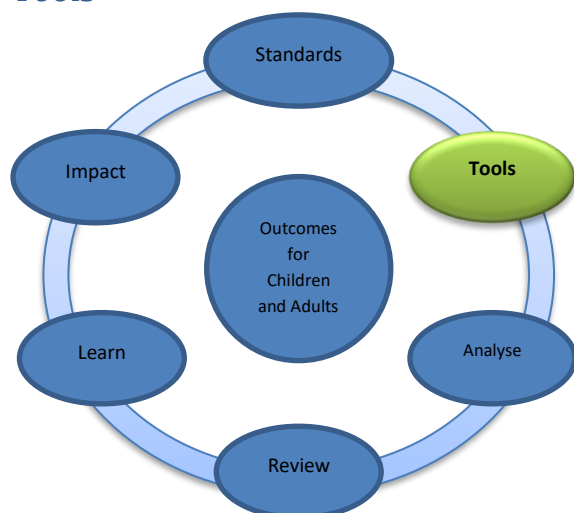 Tools
Standards
Tools
Impact
Outcomes
for
Children
and Adults
Learn
Analyse
Review